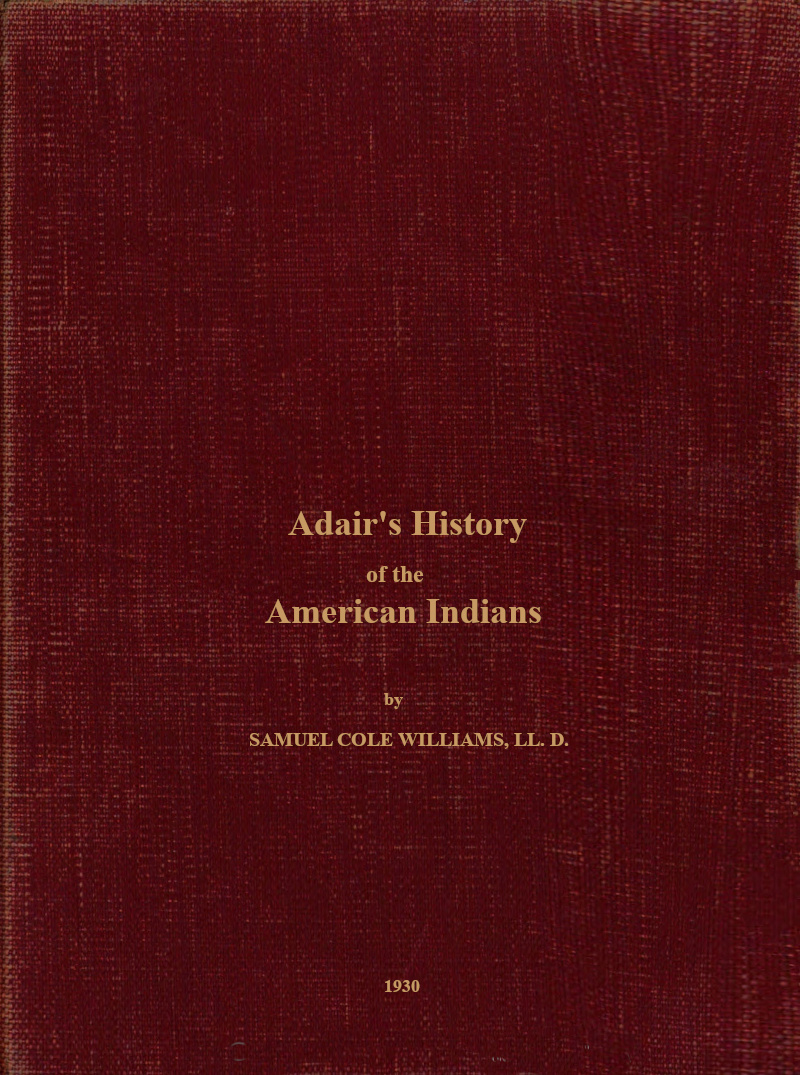 Adair's History
of the
American Indians
by
SAMUEL COLE WILLIAMS, LL. D.
1930